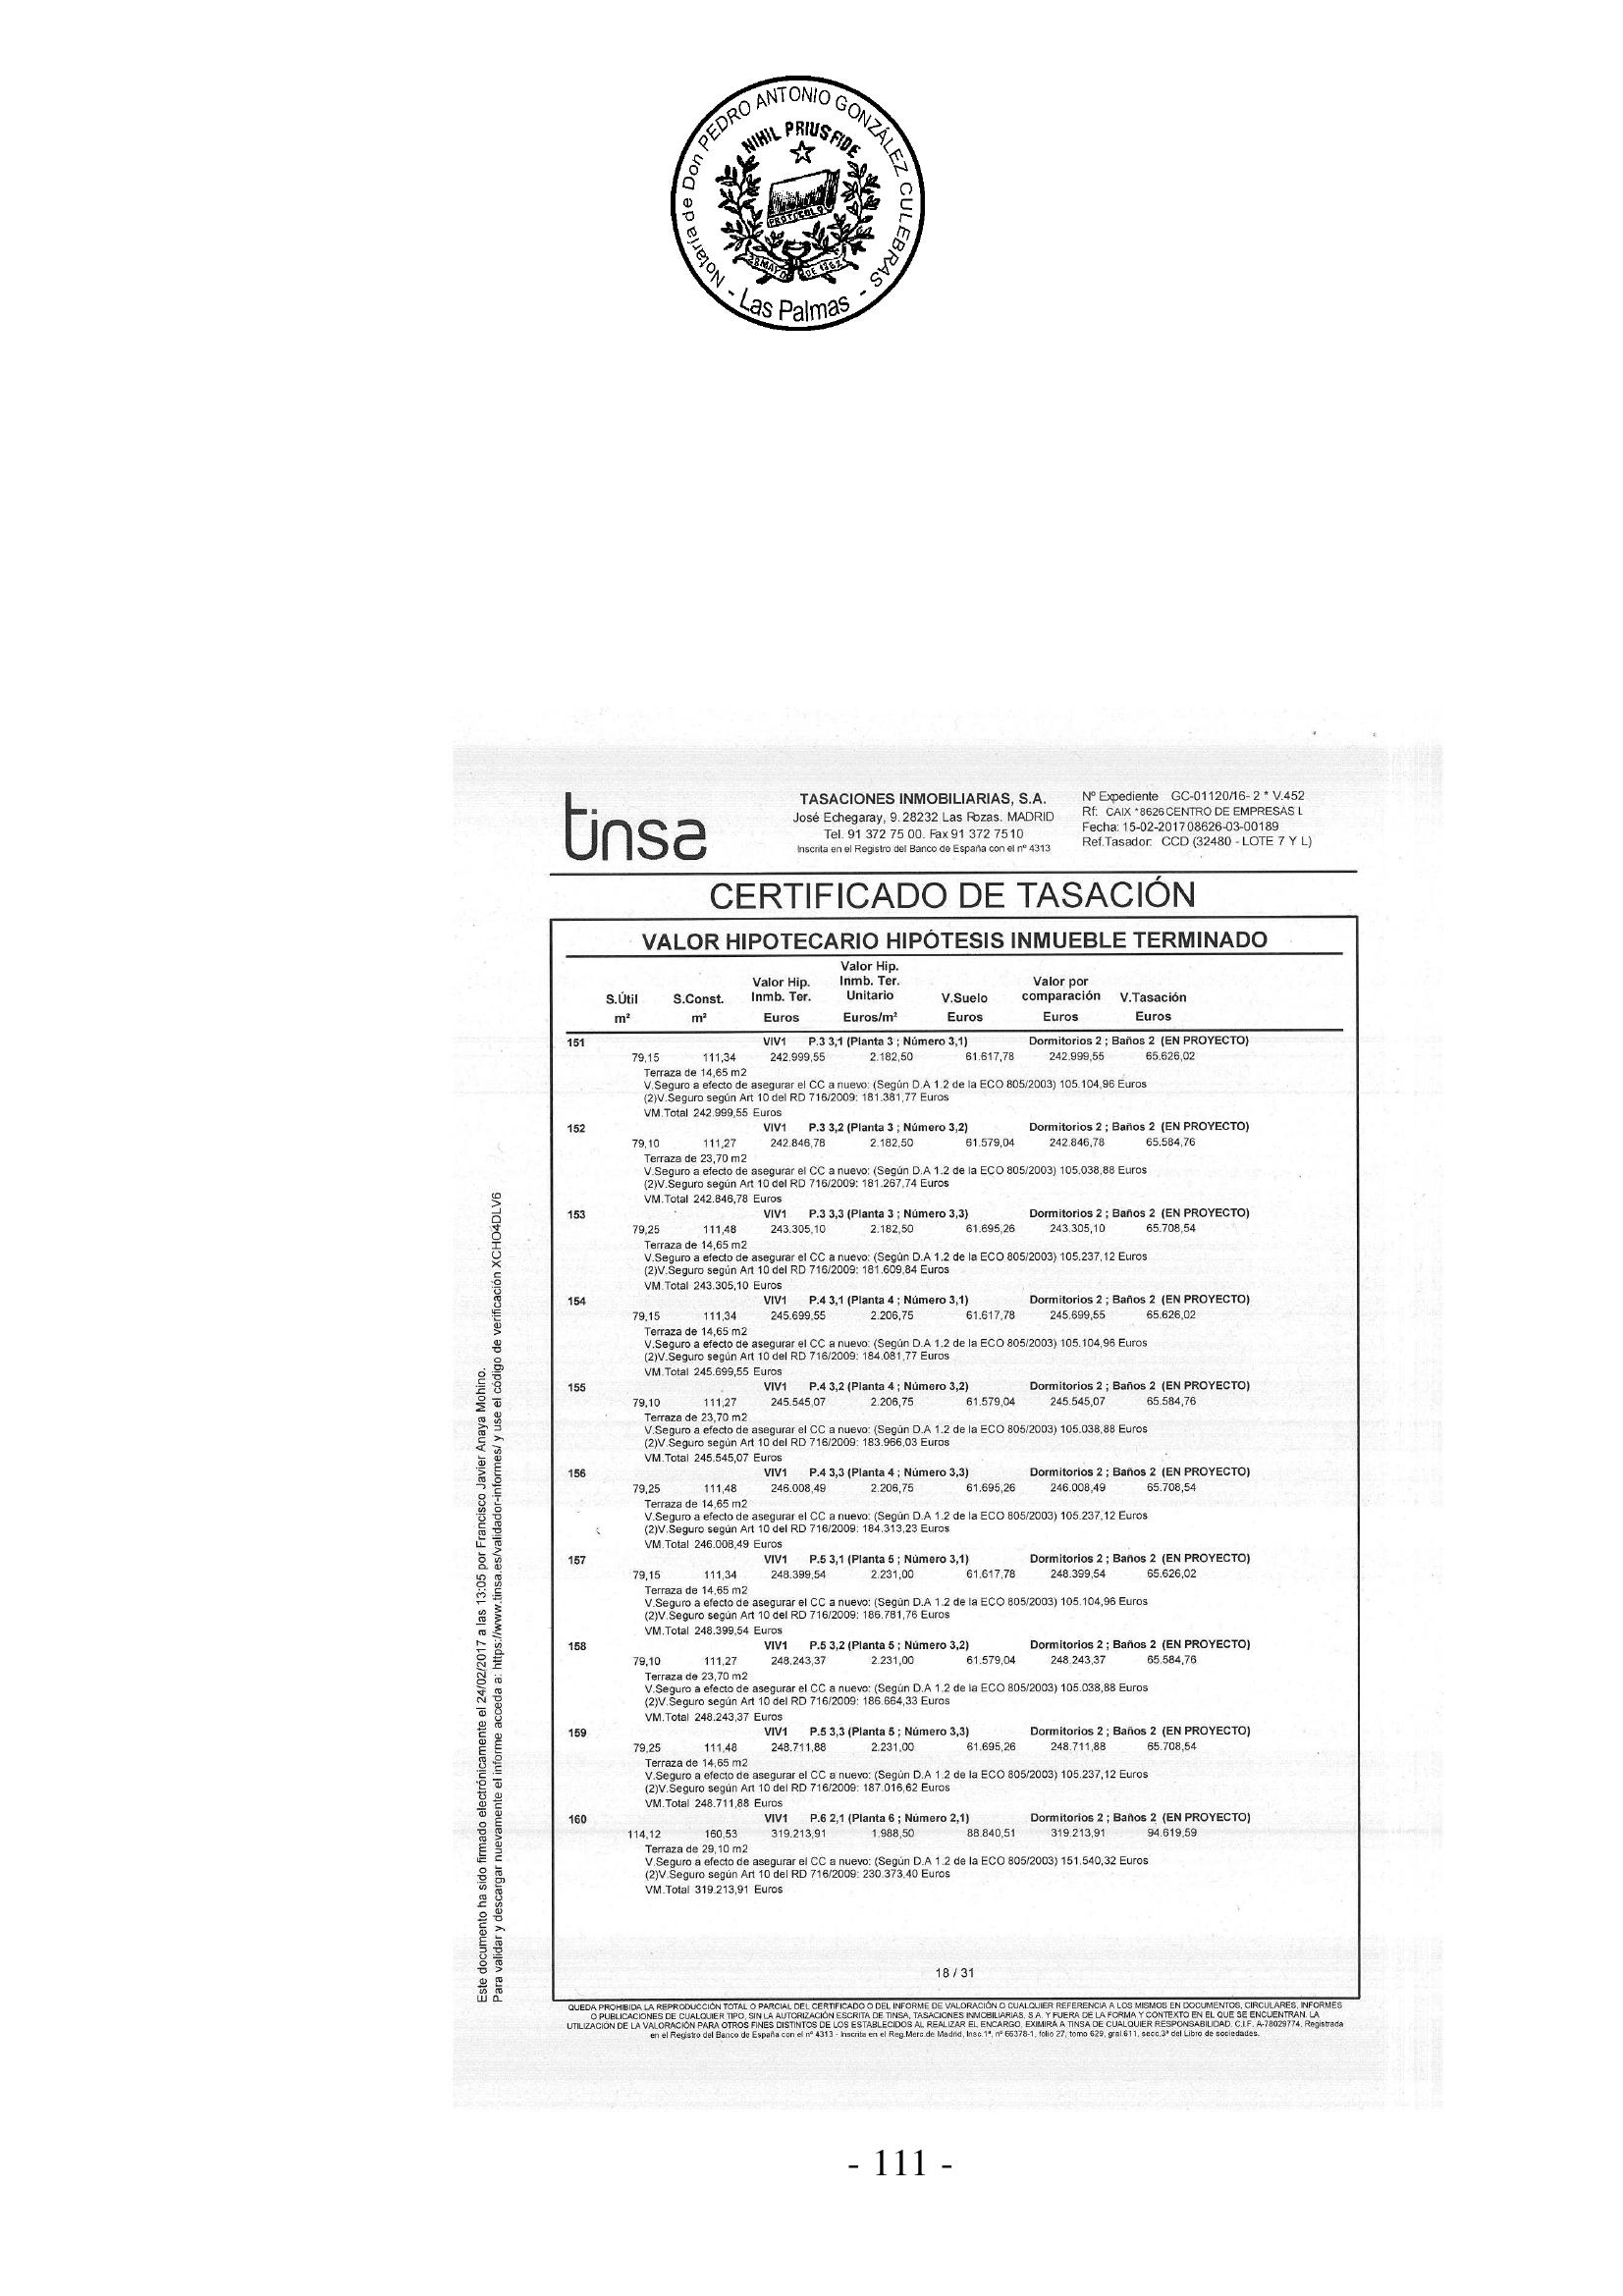 Notaría de Don PEDRO ANTONIO GONZÁLEZ CULEBRAS
NIHIL PRIUS FIDE
PROTOCOLO
28 MAYO DE 1862
- Las Palmas -
tinsa
TASACIONES INMOBILIARIAS, S.A.
José Echegaray, 9. 28232 Las Rozas. MADRID
Tel. 91 372 75 00. Fax 91 372 7510
Inscrita en el Registro del Banco de España con el nº 4313
Nº Expediente GC-01120/16- 2 * V.452
Rf: CAIX *8626 CENTRO DE EMPRESAS L
Fecha: 15-02-2017 08626-03-00189
Ref.Tasador: CCD (32480 - LOTE 7 Y L)
CERTIFICADO DE TASACIÓN
VALOR HIPOTECARIO HIPÓTESIS INMUEBLE TERMINADO
S.Útil S.Const. Valor Hip. Inmb. Ter. Valor Hip. Inmb. Ter. Unitario V.Suelo Valor por comparación V.Tasación
m² m² Euros Euros/m² Euros Euros Euros
151 VIV1 P.3 3,1 (Planta 3 ; Número 3,1) Dormitorios 2 ; Baños 2 (EN PROYECTO)
79,15 111,34 242.999,55 2.182,50 61.617,78 242.999,55 65.626,02
Terraza de 14,65 m2
V.Seguro a efecto de asegurar el CC a nuevo: (Según D.A 1.2 de la ECO 805/2003) 105.104,96 Euros
(2)V.Seguro según Art 10 del RD 716/2009: 181.381,77 Euros
VM.Total 242.999,55 Euros
152 VIV1 P.3 3,2 (Planta 3 ; Número 3,2) Dormitorios 2 ; Baños 2 (EN PROYECTO)
79,10 111,27 242.846,78 2.182,50 61.579,04 242.846,78 65.584,76
Terraza de 23,70 m2
V.Seguro a efecto de asegurar el CC a nuevo: (Según D.A 1.2 de la ECO 805/2003) 105.038,88 Euros
(2)V.Seguro según Art 10 del RD 716/2009: 181.267,74 Euros
VM.Total 242.846,78 Euros
153 VIV1 P.3 3,3 (Planta 3 ; Número 3,3) Dormitorios 2 ; Baños 2 (EN PROYECTO)
79,25 111,48 243.305,10 2.182,50 61.695,26 243.305,10 65.708,54
Terraza de 14,65 m2
V.Seguro a efecto de asegurar el CC a nuevo: (Según D.A 1.2 de la ECO 805/2003) 105.237,12 Euros
(2)V.Seguro según Art 10 del RD 716/2009: 181.609,84 Euros
VM.Total 243.305,10 Euros
154 VIV1 P.4 3,1 (Planta 4 ; Número 3,1) Dormitorios 2 ; Baños 2 (EN PROYECTO)
79,15 111,34 245.699,55 2.206,75 61.617,78 245.699,55 65.626,02
Terraza de 14,65 m2
V.Seguro a efecto de asegurar el CC a nuevo: (Según D.A 1.2 de la ECO 805/2003) 105.104,96 Euros
(2)V.Seguro según Art 10 del RD 716/2009: 184.081,77 Euros
VM.Total 245.699,55 Euros
155 VIV1 P.4 3,2 (Planta 4 ; Número 3,2) Dormitorios 2 ; Baños 2 (EN PROYECTO)
79,10 111,27 245.545,07 2.206,75 61.579,04 245.545,07 65.584,76
Terraza de 23,70 m2
V.Seguro a efecto de asegurar el CC a nuevo: (Según D.A 1.2 de la ECO 805/2003) 105.038,88 Euros
(2)V.Seguro según Art 10 del RD 716/2009: 183.966,03 Euros
VM.Total 245.545,07 Euros
156 VIV1 P.4 3,3 (Planta 4 ; Número 3,3) Dormitorios 2 ; Baños 2 (EN PROYECTO)
79,25 111,48 246.008,49 2.206,75 61.695,26 246.008,49 65.708,54
Terraza de 14,65 m2
V.Seguro a efecto de asegurar el CC a nuevo: (Según D.A 1.2 de la ECO 805/2003) 105.237,12 Euros
(2)V.Seguro según Art 10 del RD 716/2009: 184.313,23 Euros
VM.Total 246.008,49 Euros
157 VIV1 P.5 3,1 (Planta 5 ; Número 3,1) Dormitorios 2 ; Baños 2 (EN PROYECTO)
79,15 111,34 248.399,54 2.231,00 61.617,78 248.399,54 65.626,02
Terraza de 14,65 m2
V.Seguro a efecto de asegurar el CC a nuevo: (Según D.A 1.2 de la ECO 805/2003) 105.104,96 Euros
(2)V.Seguro según Art 10 del RD 716/2009: 186.781,76 Euros
VM.Total 248.399,54 Euros
158 VIV1 P.5 3,2 (Planta 5 ; Número 3,2) Dormitorios 2 ; Baños 2 (EN PROYECTO)
79,10 111,27 248.243,37 2.231,00 61.579,04 248.243,37 65.584,76
Terraza de 23,70 m2
V.Seguro a efecto de asegurar el CC a nuevo: (Según D.A 1.2 de la ECO 805/2003) 105.038,88 Euros
(2)V.Seguro según Art 10 del RD 716/2009: 186.664,33 Euros
VM.Total 248.243,37 Euros
159 VIV1 P.5 3,3 (Planta 5 ; Número 3,3) Dormitorios 2 ; Baños 2 (EN PROYECTO)
79,25 111,48 248.711,88 2.231,00 61.695,26 248.711,88 65.708,54
Terraza de 14,65 m2
V.Seguro a efecto de asegurar el CC a nuevo: (Según D.A 1.2 de la ECO 805/2003) 105.237,12 Euros
(2)V.Seguro según Art 10 del RD 716/2009: 187.016,62 Euros
VM.Total 248.711,88 Euros
160 VIV1 P.6 2,1 (Planta 6 ; Número 2,1) Dormitorios 2 ; Baños 2 (EN PROYECTO)
114,12 160,53 319.213,91 1.988,50 88.840,51 319.213,91 94.619,59
Terraza de 29,10 m2
V.Seguro a efecto de asegurar el CC a nuevo: (Según D.A 1.2 de la ECO 805/2003) 151.540,32 Euros
(2)V.Seguro según Art 10 del RD 716/2009: 230.373,40 Euros
VM.Total 319.213,91 Euros
18 / 31
QUEDA PROHIBIDA LA REPRODUCCIÓN TOTAL O PARCIAL DEL CERTIFICADO O DEL INFORME DE VALORACIÓN O CUALQUIER REFERENCIA A LOS MISMOS EN DOCUMENTOS, CIRCULARES, INFORMES
O PUBLICACIONES DE CUALQUIER TIPO, SIN LA AUTORIZACIÓN ESCRITA DE TINSA, TASACIONES INMOBILIARIAS, S.A. Y FUERA DE LA FORMA Y CONTEXTO EN EL QUE SE ENCUENTRAN. LA
UTILIZACIÓN DE LA VALORACIÓN PARA OTROS FINES DISTINTOS DE LOS ESTABLECIDOS AL REALIZAR EL ENCARGO, EXIMIRÁ A TINSA DE CUALQUIER RESPONSABILIDAD. C.I.F. A-78029774. Registrada
en el Registro del Banco de España con el nº 4313 - Inscrita en el Reg.Merc.de Madrid, Insc.1ª, nº 66378-1, folio 27, tomo 629, gral.611, secc.3ª del Libro de sociedades.
Este documento ha sido firmado electrónicamente el 24/02/2017 a las 13:05 por Francisco Javier Anaya Mohino.
Para validar y descargar nuevamente el informe acceda a: https://www.tinsa.es/validador-informes/ y use el código de verificación XCHO4DLV6
- 111 -